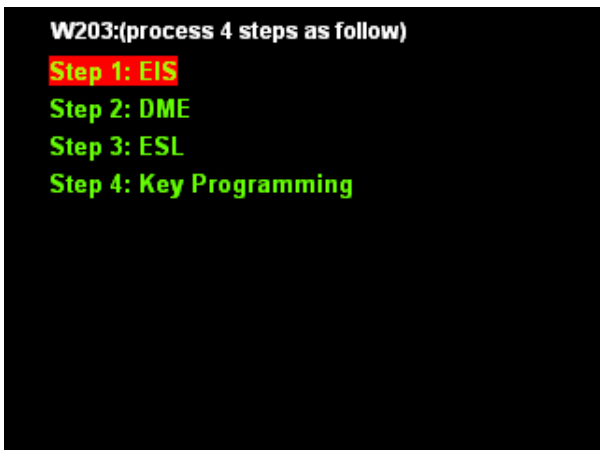 W203:(process 4 steps as follow)
Step 1: EIS
Step 2: DME
Step 3: ESL
Step 4: Key Programming